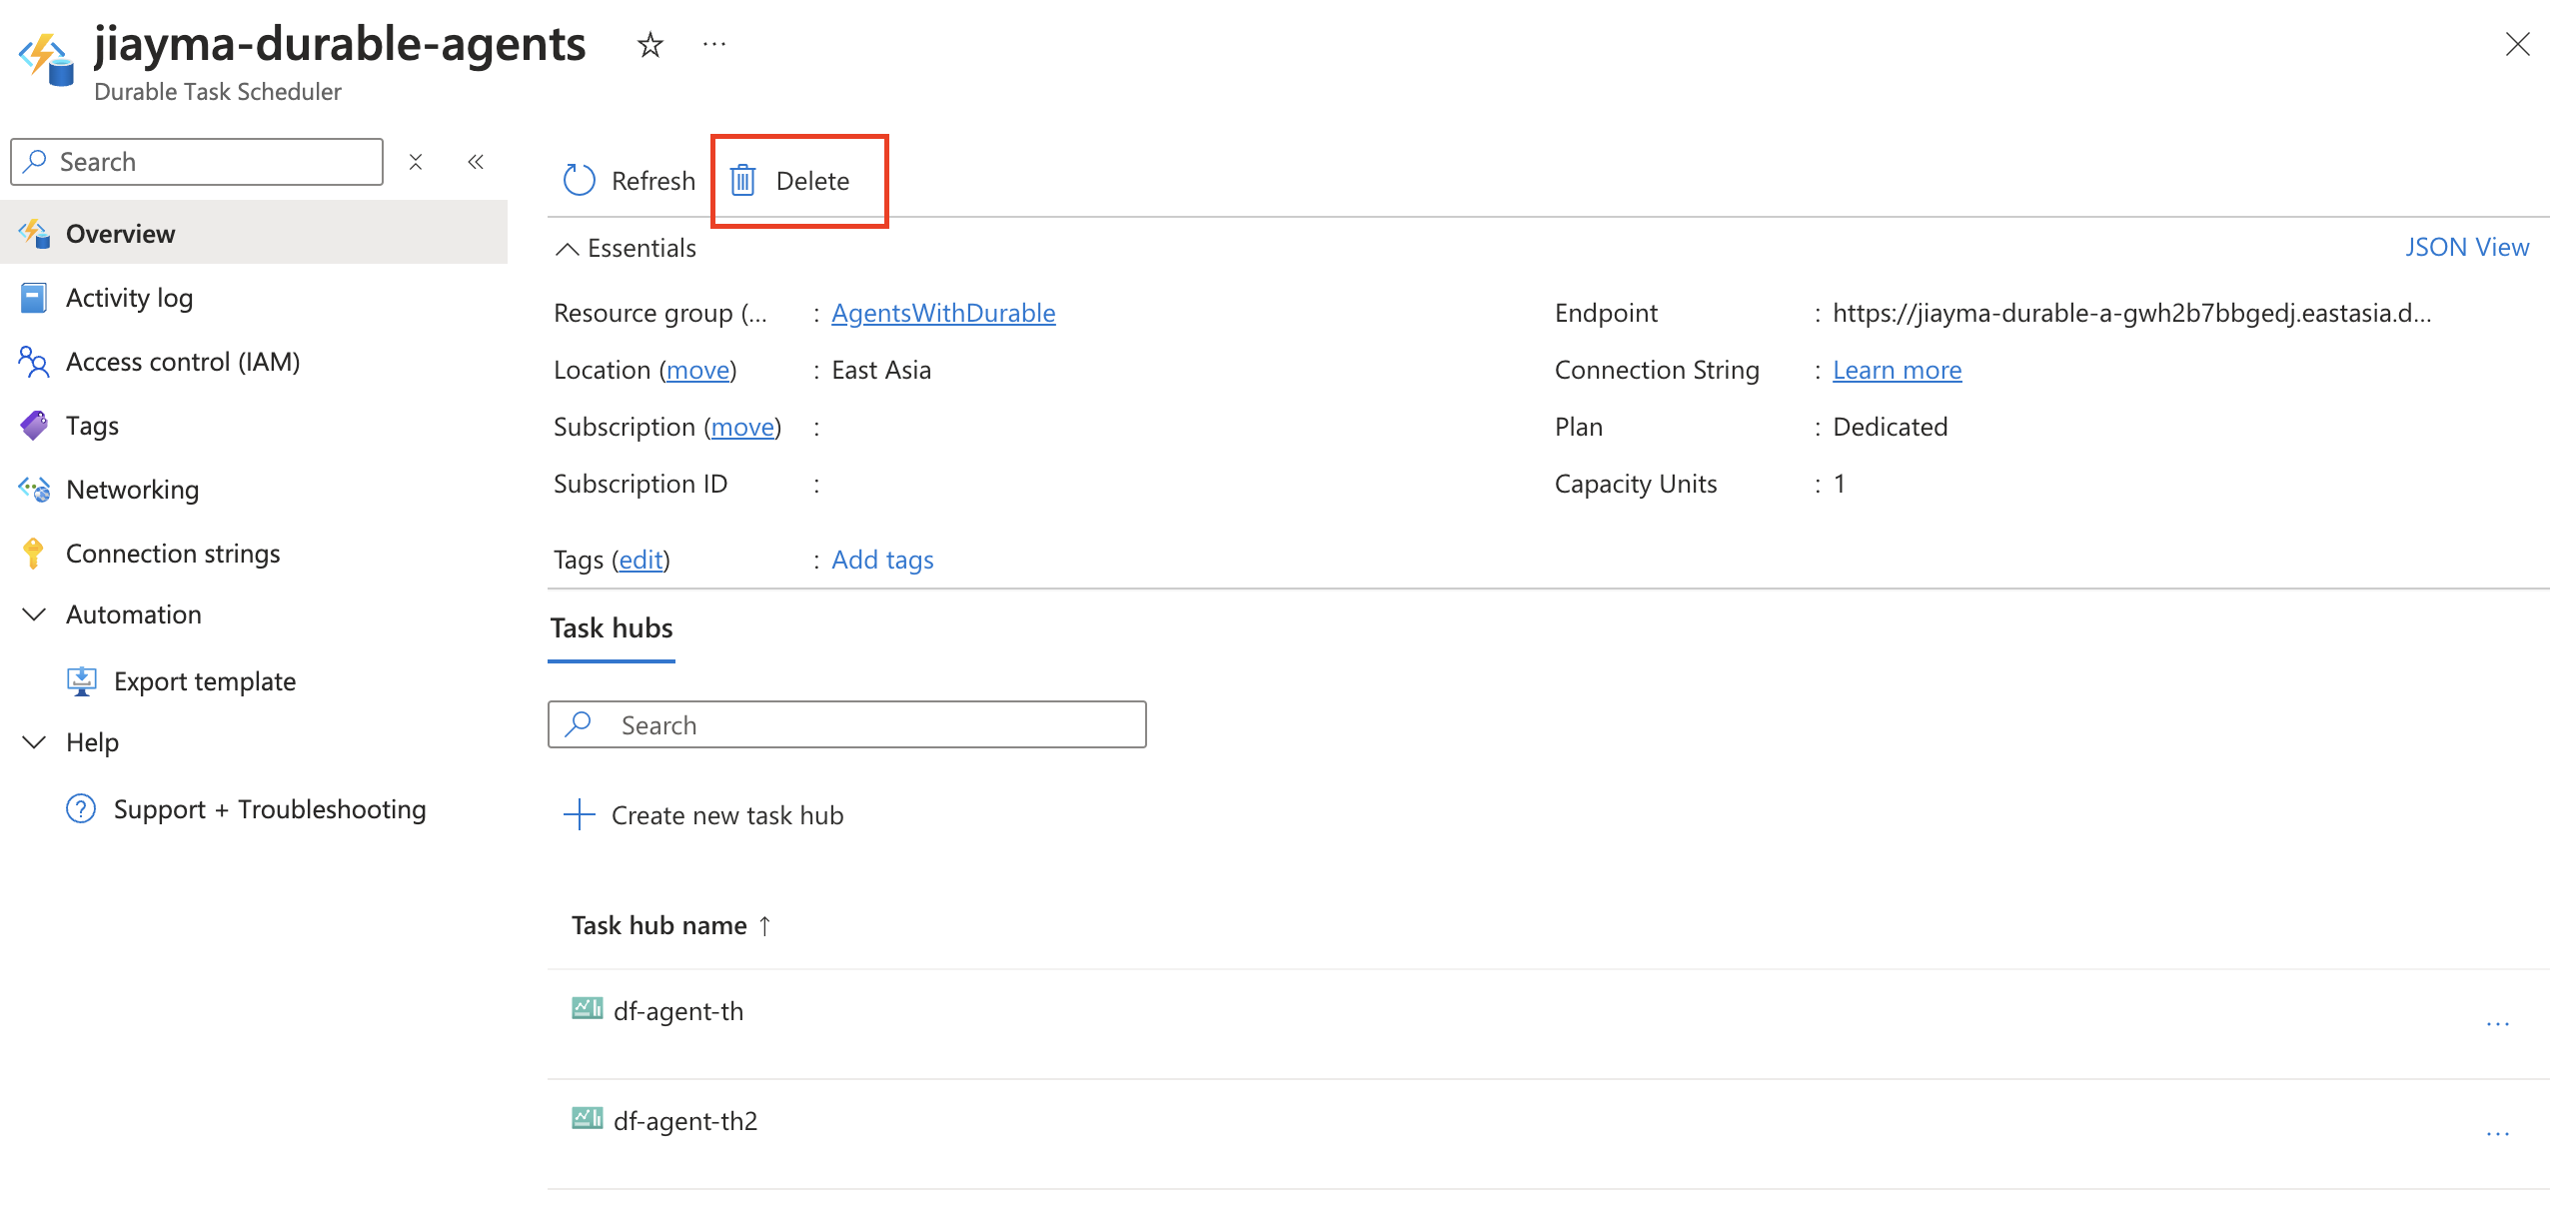 jiayma-durable-agents
Durable Task Scheduler
Search
Overview
Activity log
Access control (IAM)
Tags
Networking
Connection strings
Automation
Export template
Help
Support + Troubleshooting
Refresh
Delete
Essentials
JSON View
Resource group (... : AgentsWithDurable
Location (move) : East Asia
Subscription (move) :
Subscription ID :
Tags (edit) : Add tags
Endpoint : https://jiayma-durable-a-gwh2b7bbgedj.eastasia.d...
Connection String : Learn more
Plan : Dedicated
Capacity Units : 1
Task hubs
Search
Create new task hub
Task hub name ↑
df-agent-th
df-agent-th2